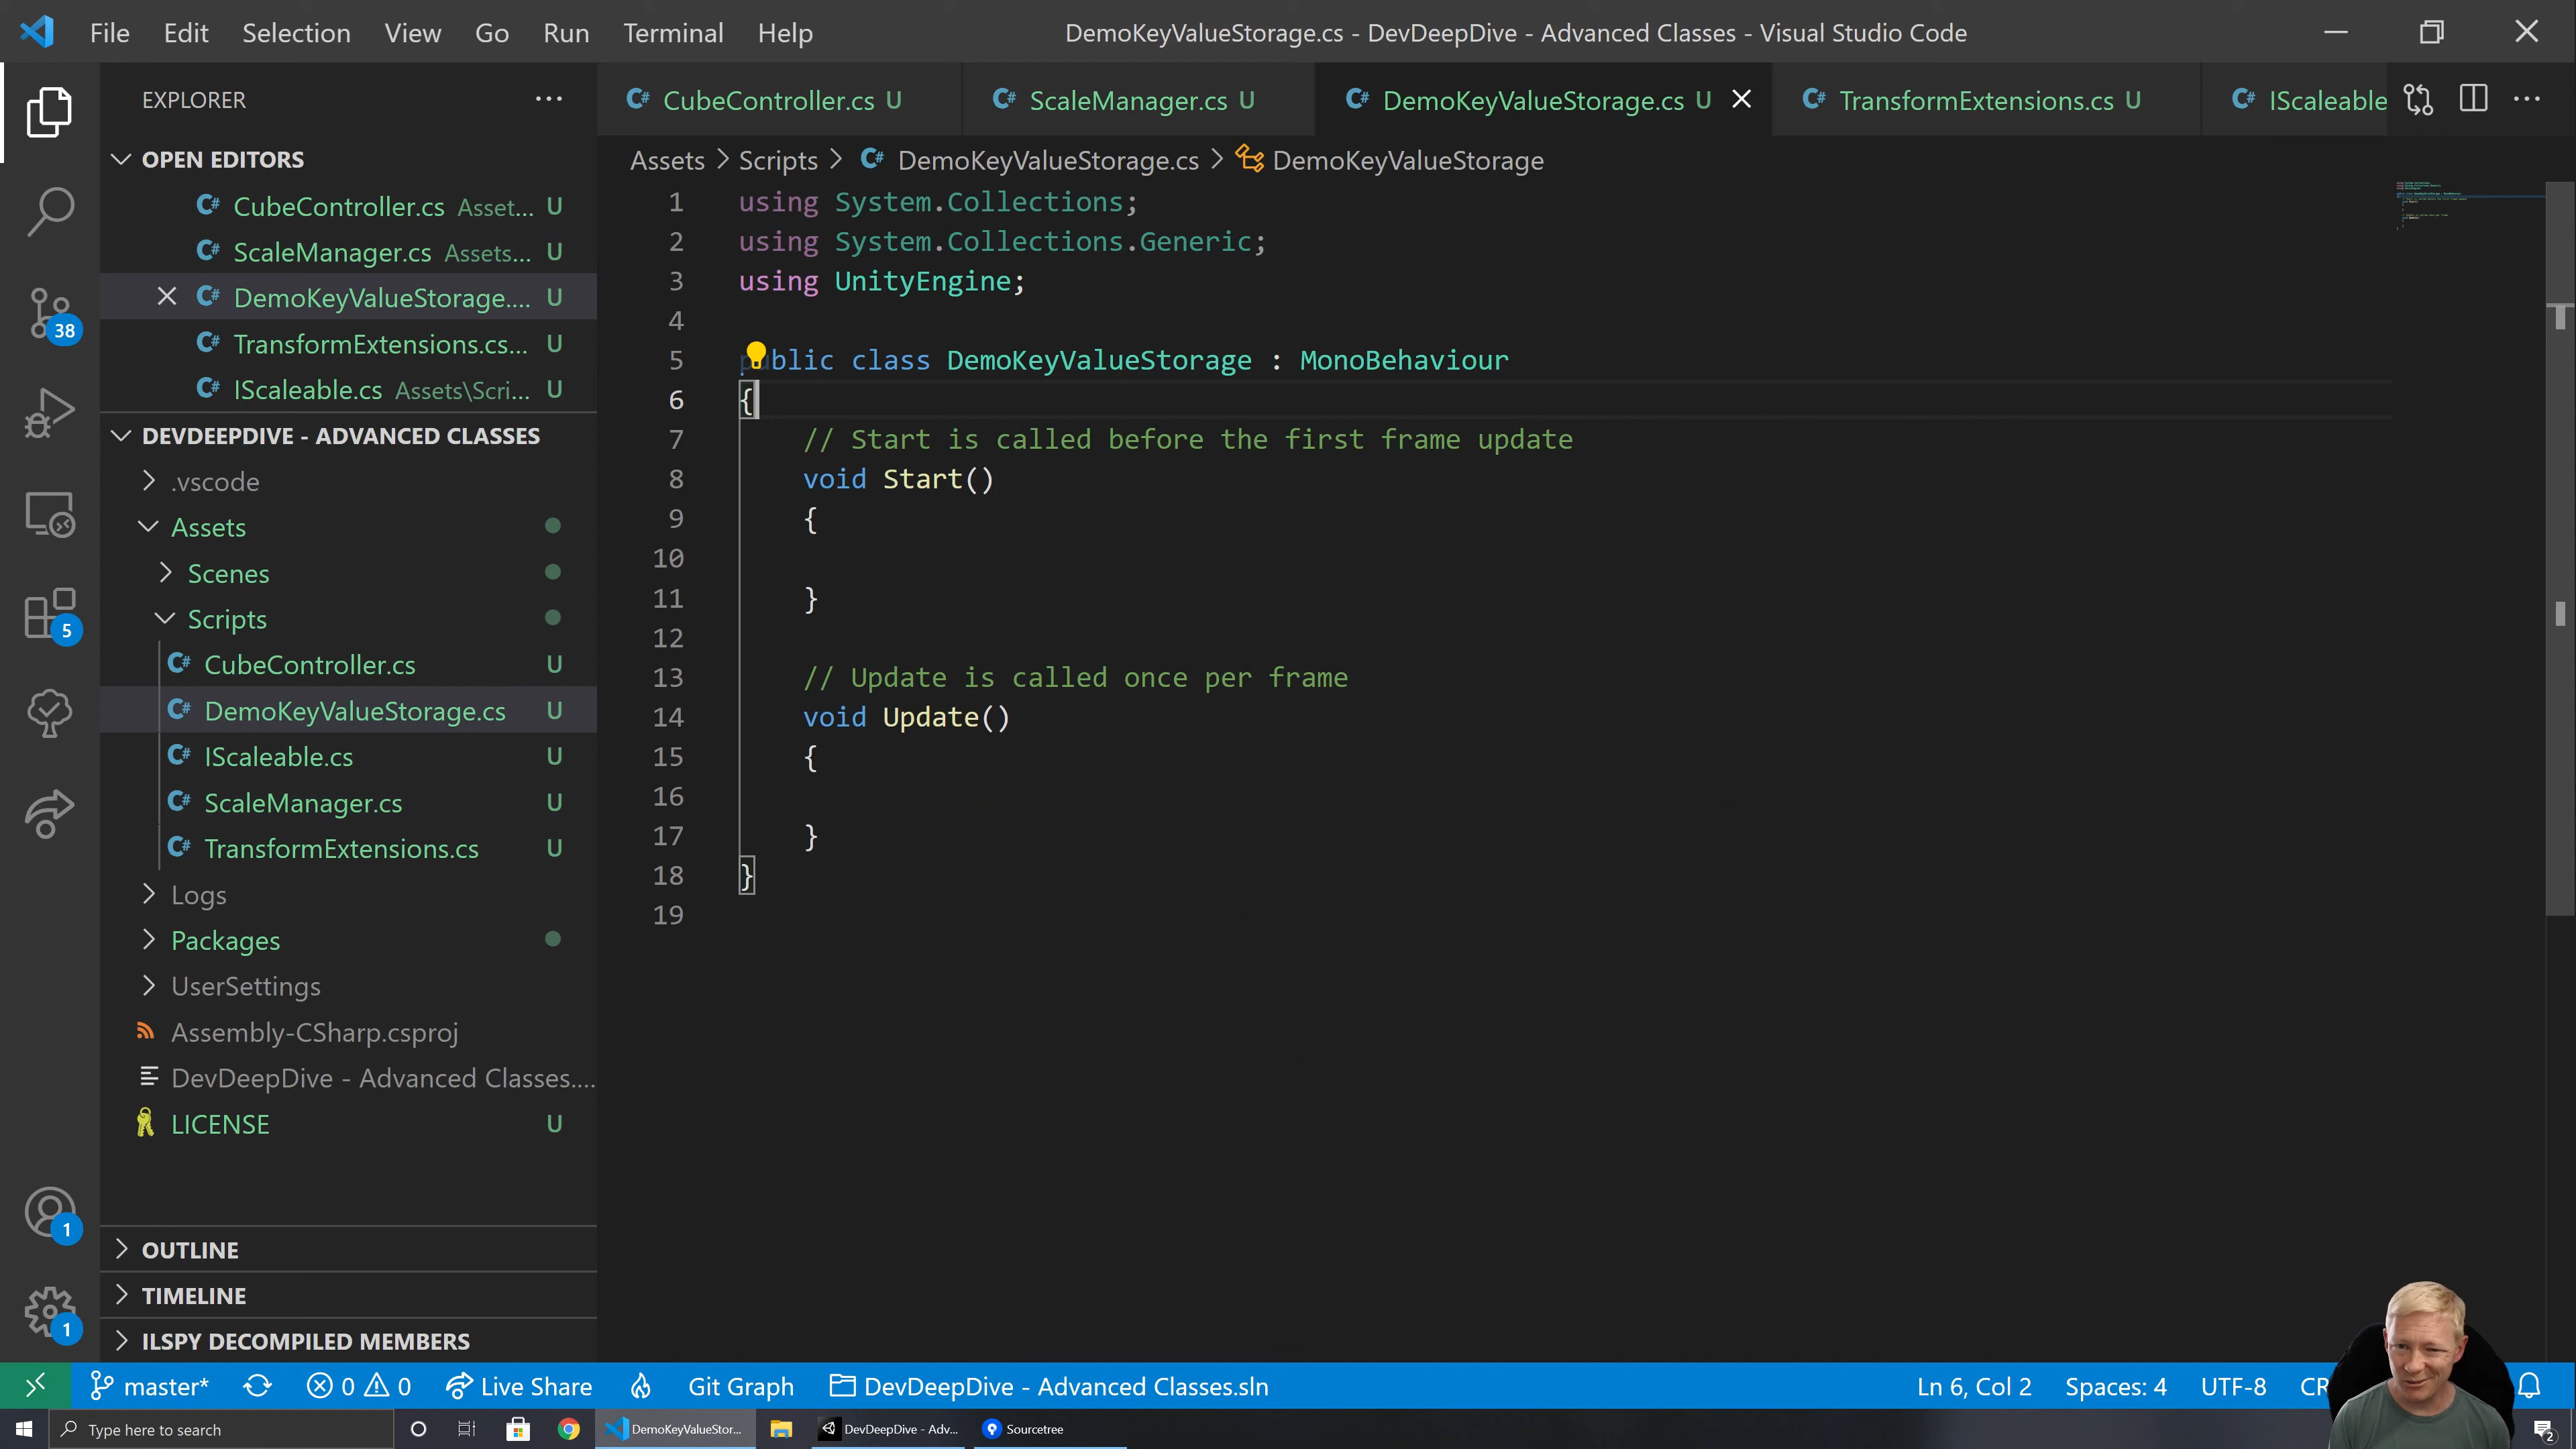 File Edit Selection View Go Run Terminal Help
DemoKeyValueStorage.cs - DevDeepDive - Advanced Classes - Visual Studio Code
EXPLORER
OPEN EDITORS
CubeController.cs Asset... U
ScaleManager.cs Assets... U
DemoKeyValueStorage.... U
TransformExtensions.cs... U
IScaleable.cs Assets\Scri... U
DEVDEEPDIVE - ADVANCED CLASSES
.vscode
Assets
Scenes
Scripts
CubeController.cs U
DemoKeyValueStorage.cs U
IScaleable.cs U
ScaleManager.cs U
TransformExtensions.cs U
Logs
Packages
UserSettings
Assembly-CSharp.csproj
DevDeepDive - Advanced Classes....
LICENSE U
OUTLINE
TIMELINE
ILSPY DECOMPILED MEMBERS
38
5
1
1
CubeController.cs U
ScaleManager.cs U
DemoKeyValueStorage.cs U
TransformExtensions.cs U
IScaleable
Assets > Scripts > DemoKeyValueStorage.cs > DemoKeyValueStorage
1 using System.Collections;
2 using System.Collections.Generic;
3 using UnityEngine;
4
5 public class DemoKeyValueStorage : MonoBehaviour
6 {
7 // Start is called before the first frame update
8 void Start()
9 {
10
11 }
12
13 // Update is called once per frame
14 void Update()
15 {
16
17 }
18 }
19
master* 0 0 Live Share Git Graph DevDeepDive - Advanced Classes.sln
Ln 6, Col 2 Spaces: 4 UTF-8 CR
Type here to search
DemoKeyValueStor...
DevDeepDive - Adv...
Sourcetree
2